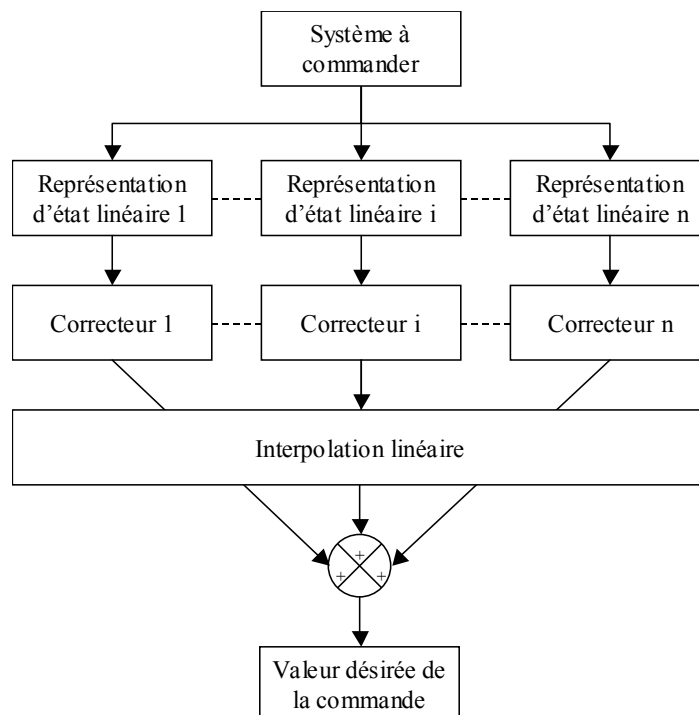 Système à
commander
Représentation
d'état linéaire 1
Représentation
d'état linéaire i
Représentation
d'état linéaire n
Correcteur 1
Correcteur i
Correcteur n
Interpolation linéaire
+
+
+
Valeur désirée de
la commande